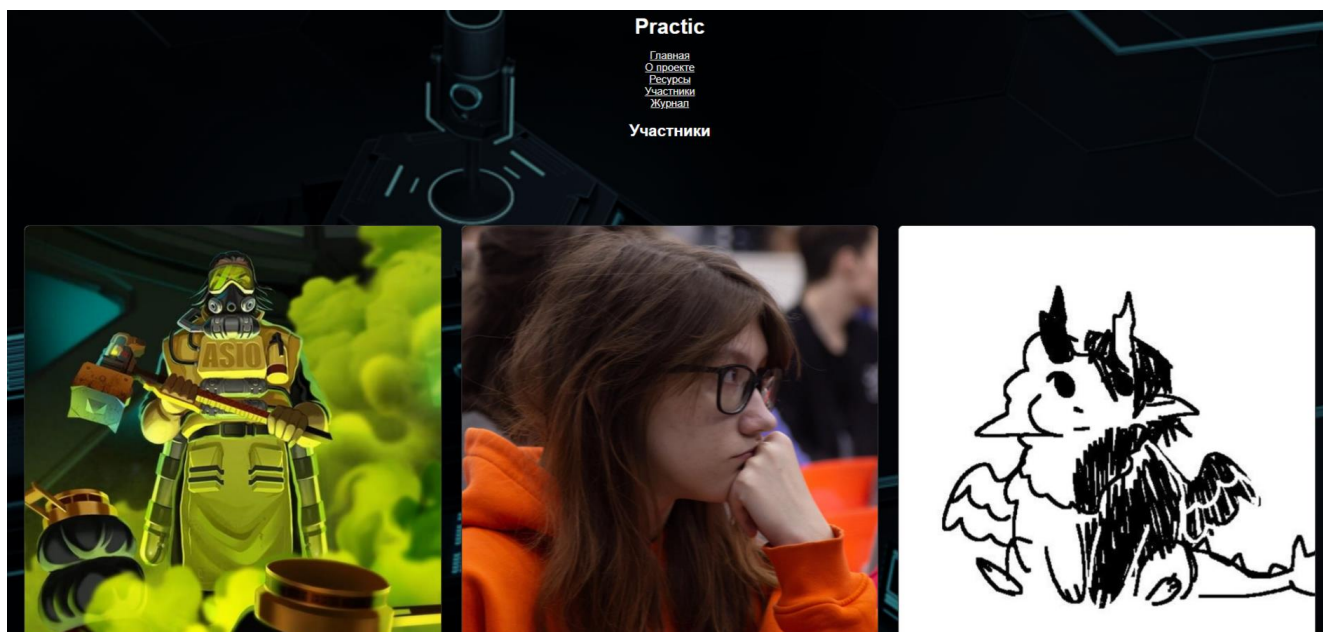 Practic
Главная
О проекте
Ресурсы
Участники
Журнал
Участники
ASIO